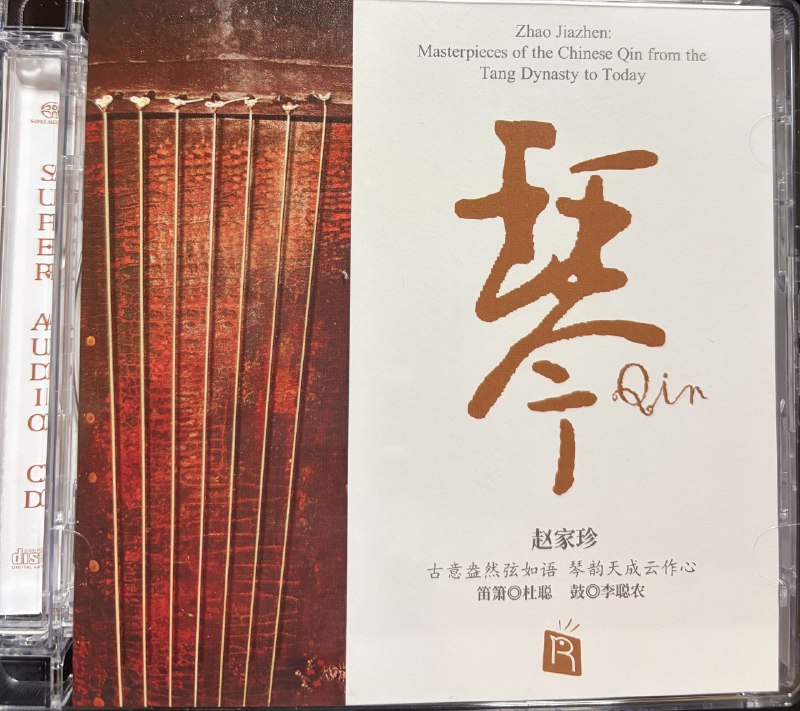 Zhao Jiazhen:
Masterpieces of the Chinese Qin from the
Tang Dynasty to Today
琴
Qin
赵家珍
古意盎然弦如语 琴韵天成云作心
笛箫◎杜聪 鼓◎李聪农
R
SUPER AUDIO CD